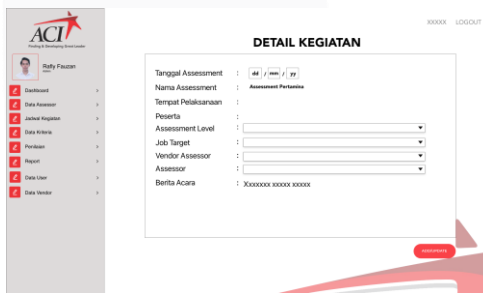 XXXXX LOGOUT
ACI
Finding & Developing Great Leader
DETAIL KEGIATAN
Rafly Fauzan
Dashboard
Data Assessor
Jadwal Kegiatan
Data Kriteria
Penilaian
Report
Data User
Data Vendor
Tanggal Assessment : dd / mm / yy
Nama Assessment : Assessment Pertamina
Tempat Pelaksanaan :
Peserta :
Assessment Level :
Job Target :
Vendor Assessor :
Assessor :
Berita Acara : Xxxxxxx xxxxx xxxxx